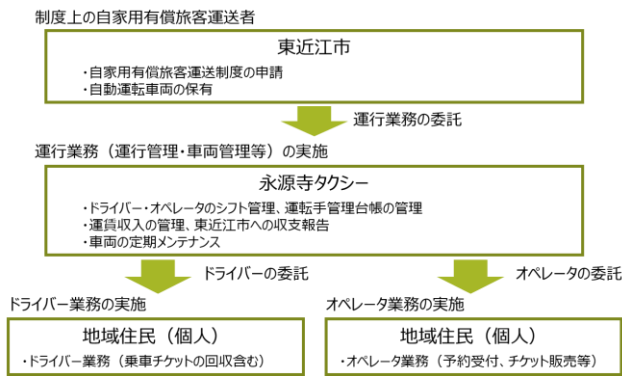 制度上の自家用有償旅客運送者
東近江市
・自家用有償旅客運送制度の申請
・自動運転車両の保有
運行業務の委託
運行業務（運行管理・車両管理等）の実施
永源寺タクシー
・ドライバー・オペレータのシフト管理、運転手管理台帳の管理
・運賃収入の管理、東近江市への収支報告
・車両の定期メンテナンス
ドライバーの委託
オペレータの委託
ドライバー業務の実施
オペレータ業務の実施
地域住民（個人）
・ドライバー業務（乗車チケットの回収含む）
地域住民（個人）
・オペレータ業務（予約受付、チケット販売等）